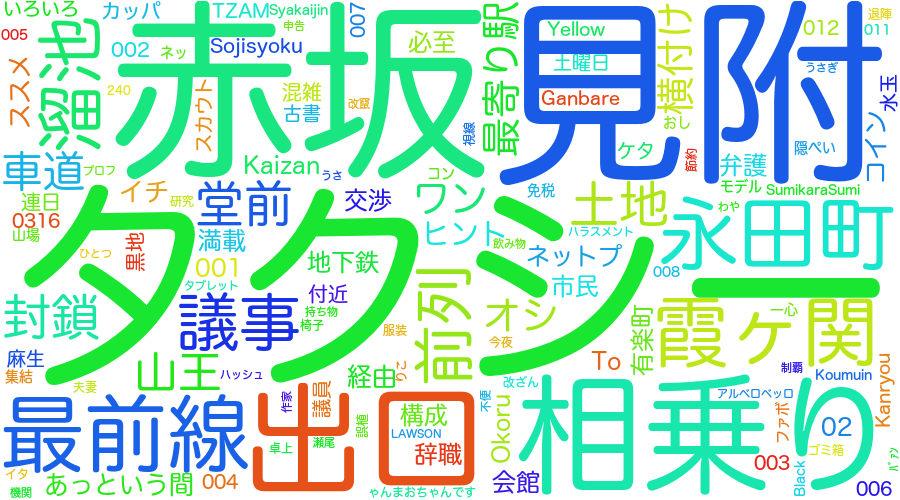 いろいろ
カッパ
TZAM
Syakaijin
申告
007
005
002
ネッ
Sojisyoku
必至
最寄り駅
Yellow
土曜日
横付け
012
退陣
011
うさぎ
水玉
溜池
赤坂
見附
ススメ
240
スカウト
混雑
古書
改竄
視線
Ganbare
おし
ケタ
節約
弁護
隠ぺい
コイン
車道
プロフ
Kaizan
うさ
コン
免税
モデル
SumikaraSumi
わや
連日
イチ
研究
堂前
交渉
ワン
土地
永田町
0316
山場
黒地
ひとつ
満載
ヒント
飲み物
ハラスメント
タクシー
001
地下鉄
ネットプ
008
タブレット
付近
市民
封鎖
議事
持ち物
椅子
前列
オシ
有楽町
霞ヶ関
一心
服装
今夜
麻生
集結
ハッシュ
山王
経由
りこ
To
制覇
Koumuin
夫妻
改ざん
アルベロベッロ
Kanryou
最前線
作家
議員
出口
誤植
構成
不便
Okoru
相乗り
ファボ
02
ゴミ箱
卓上
瀬尾
LAWSON
辞職
イタ
機関
あっという間
004
ゃんまおちゃんです
会館
003
Black
006